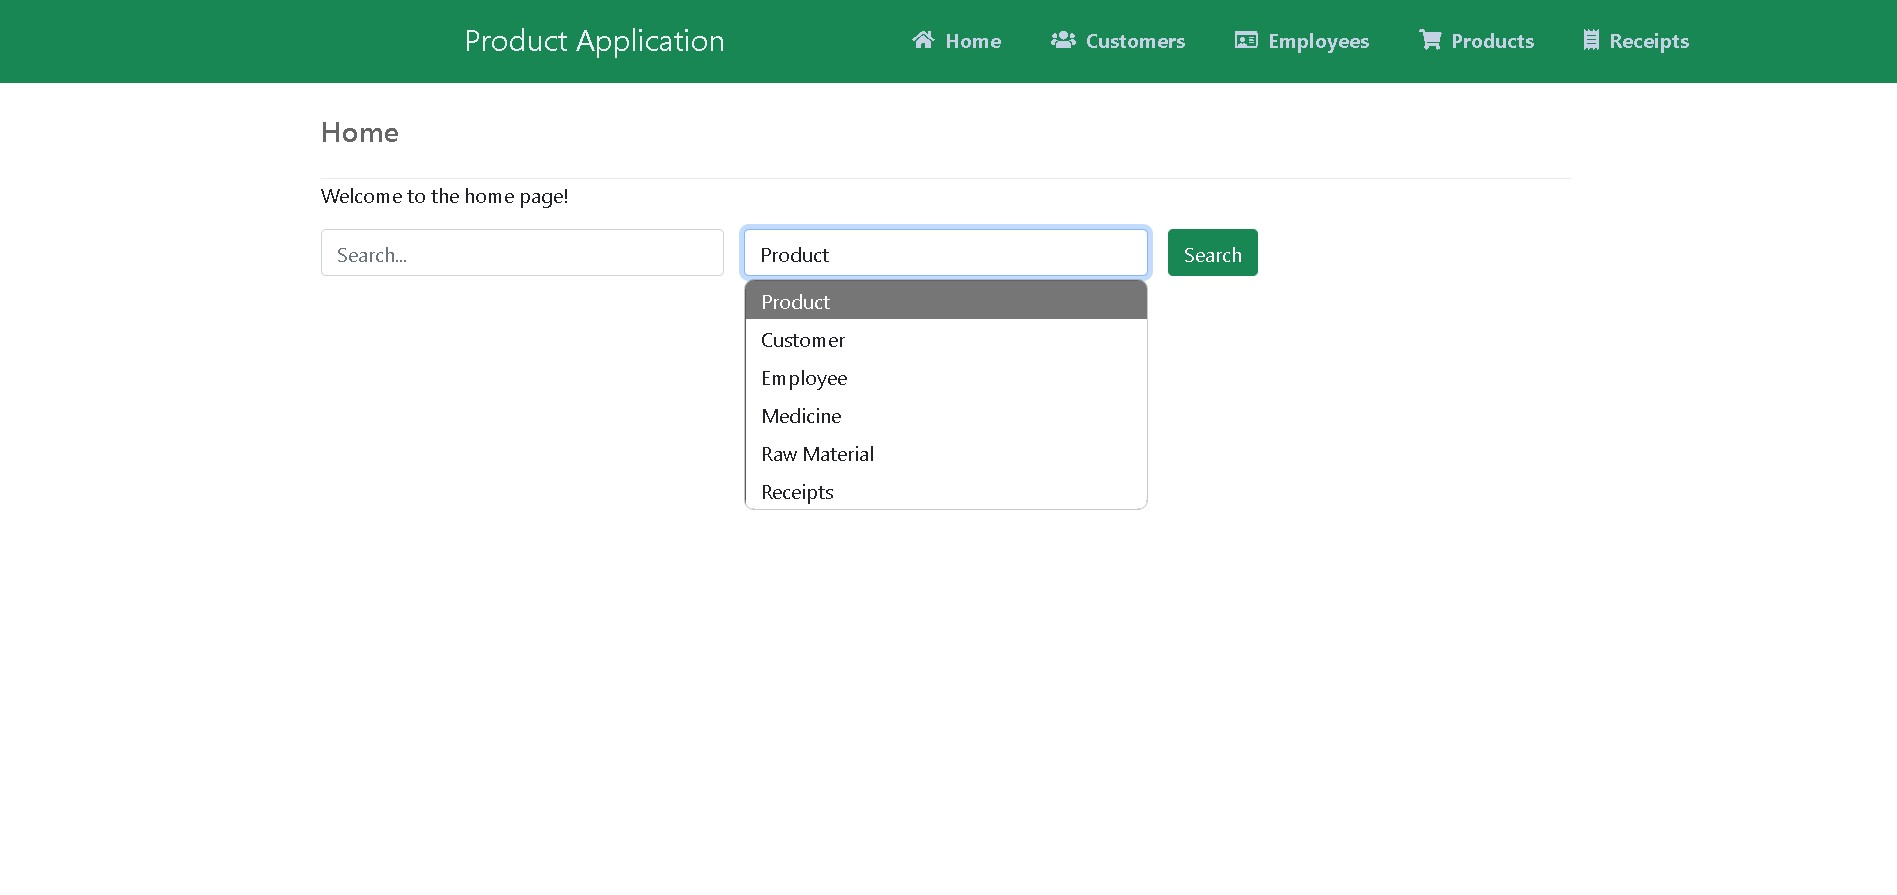 Product Application Home Customers Employees Products Receipts
Home
Welcome to the home page!
Search... Product Search
Product
Customer
Employee
Medicine
Raw Material
Receipts